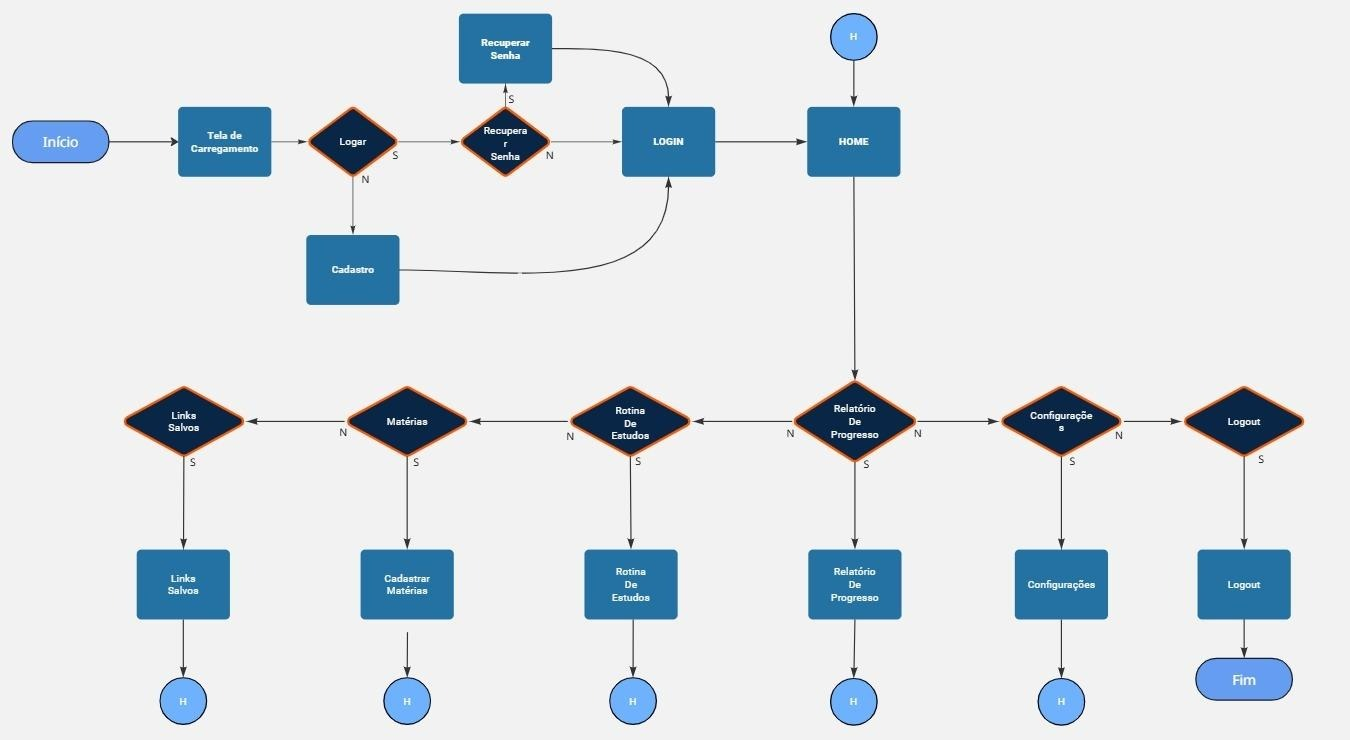 Recuperar
Senha
H
S
Início
Tela de
Carregamento
Logar
S
N
Recupera
r
Senha
N
LOGIN
HOME
Cadastro
Links
Salvos
S
N
Matérias
S
N
Rotina
De
Estudos
S
N
Relatório
De
Progresso
S
N
Configuraçõe
s
S
N
Logout
S
Links
Salvos
Cadastrar
Matérias
Rotina
De
Estudos
Relatório
De
Progresso
Configurações
Logout
H
H
H
H
H
Fim